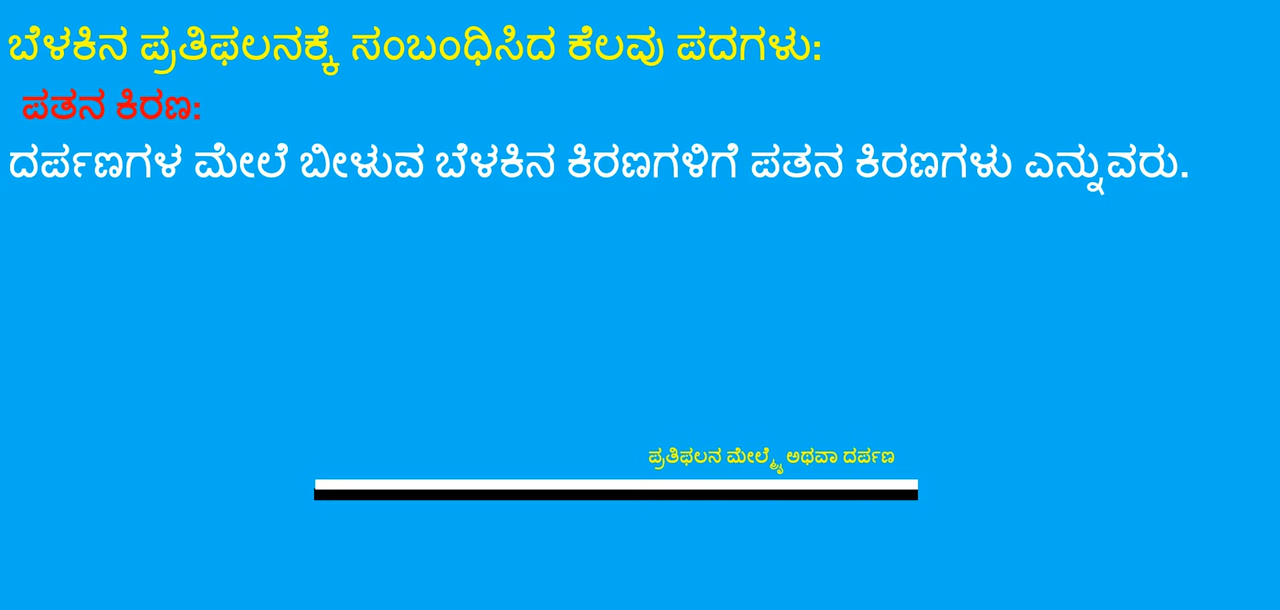 ಬೆಳಕಿನ ಪ್ರತಿಫಲನಕ್ಕೆ ಸಂಬಂಧಿಸಿದ ಕೆಲವು ಪದಗಳು:
ಪತನ ಕಿರಣ:
ದರ್ಪಣಗಳ ಮೇಲೆ ಬೀಳುವ ಬೆಳಕಿನ ಕಿರಣಗಳಿಗೆ ಪತನ ಕಿರಣಗಳು ಎನ್ನುವರು.
ಪ್ರತಿಫಲನ ಮೇಲ್ಮೈ ಅಥವಾ ದರ್ಪಣ